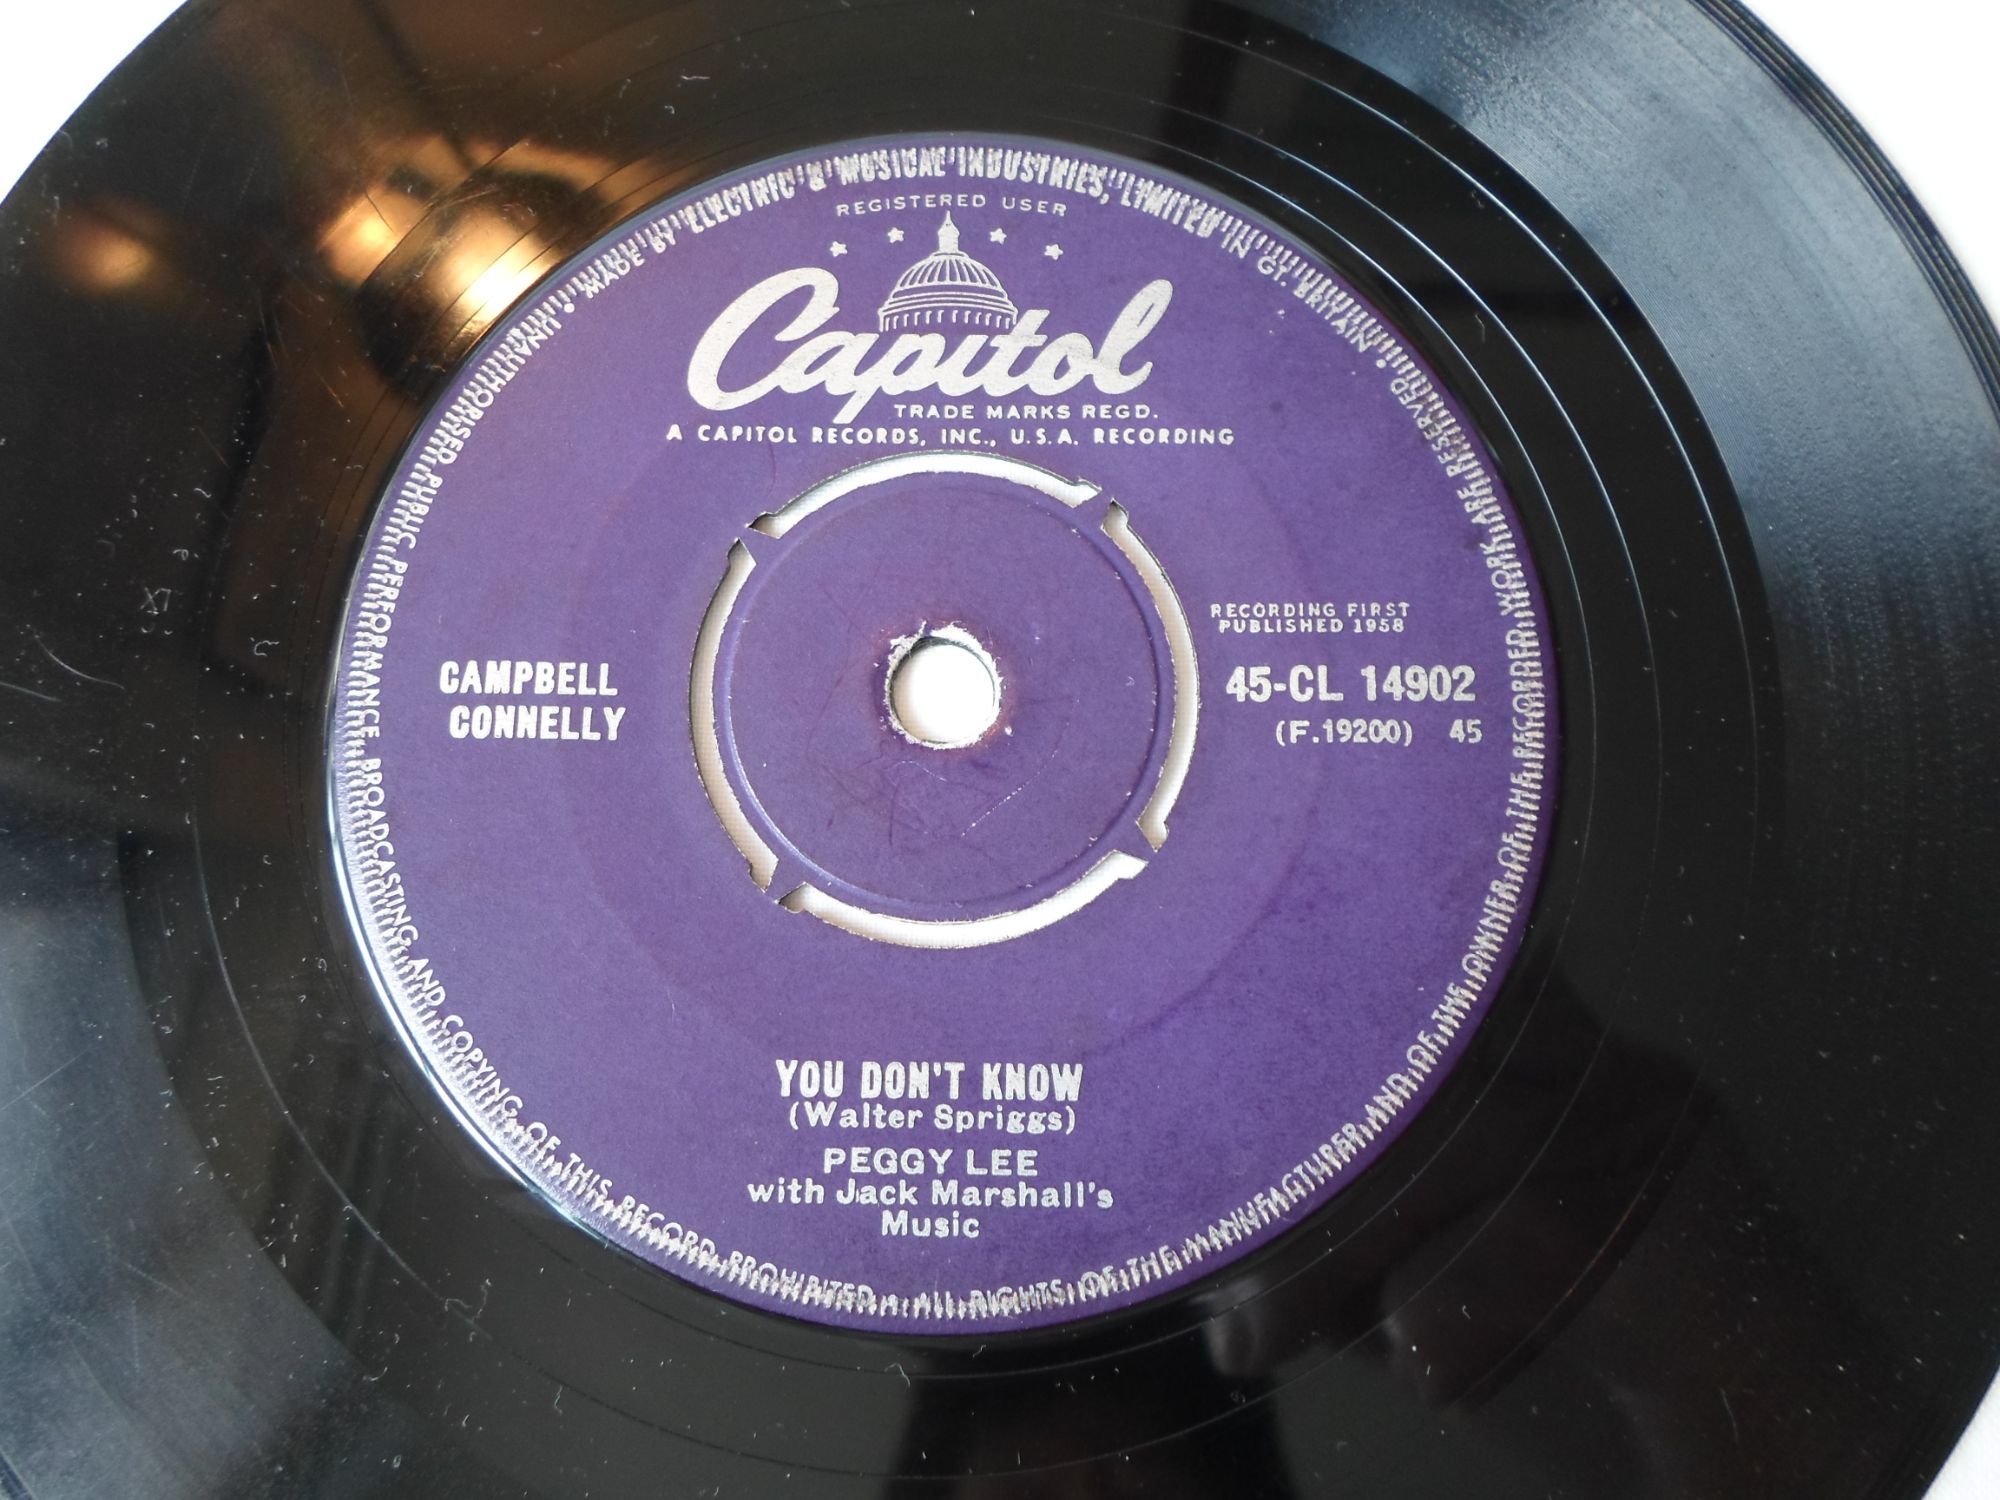 MADE BY ELECTRIC & MUSICAL INDUSTRIES, LIMITED IN GT. BRITAIN • ALL RIGHTS OF THE MANUFACTURER AND OF THE OWNER OF THE RECORDED WORK ARE RESERVED • UNAUTHORISED PUBLIC PERFORMANCE BROADCASTING AND COPYING OF THIS RECORD PROHIBITED •
REGISTERED USER
Capitol
TRADE MARKS REGD.
A CAPITOL RECORDS, INC., U.S.A. RECORDING
RECORDING FIRST
PUBLISHED 1958
CAMPBELL
CONNELLY
45-CL 14902
(F.19200) 45
YOU DON'T KNOW
(Walter Spriggs)
PEGGY LEE
with Jack Marshall's
Music